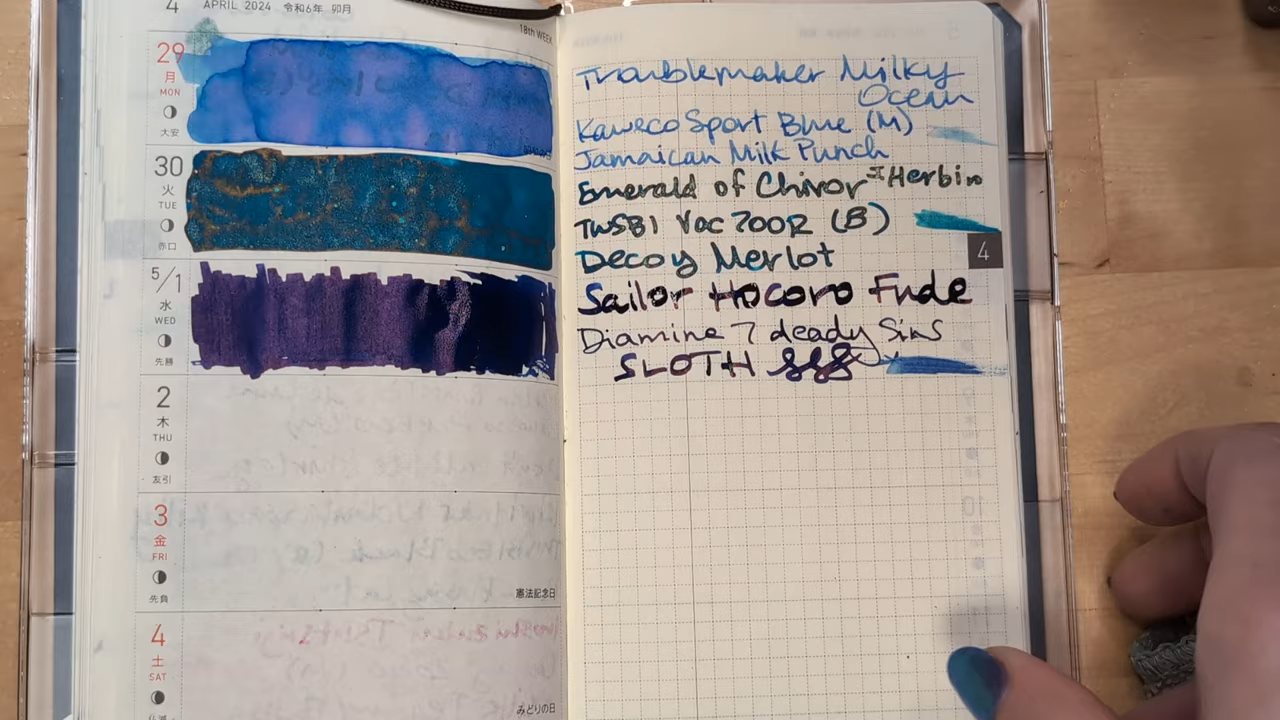 4 APRIL 2024 令和6年 卯月
18th WEEK
29
月
MON
大安
30
火
TUE
赤口
5/1
水
WED
先勝
2
木
THU
友引
3
金
FRI
先負
憲法記念日
4
土
SAT
仏滅
みどりの日
Troublemaker Milky
Ocean
Kaweco Sport Blue (M)
Jamaican Milk Punch
Emerald of Chivor Herbin
TWSBI Vac 700R (B)
Decoy Merlot
4
Sailor Hocoro Fude
Diamine 7 deady Sins
SLOTH